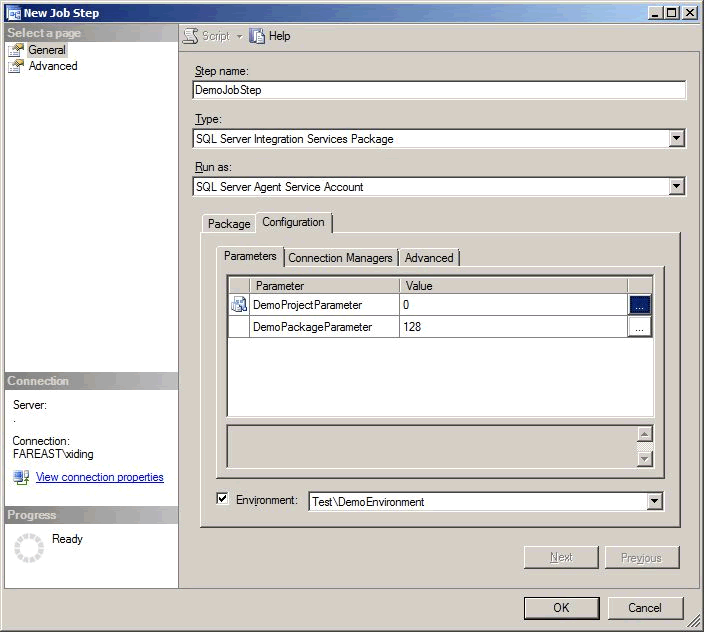 New Job Step
Select a page
General
Advanced
Script Help
Step name:
DemoJobStep
Type:
SQL Server Integration Services Package
Run as:
SQL Server Agent Service Account
Package Configuration
Parameters Connection Managers Advanced
Parameter Value
DemoProjectParameter 0 ...
DemoPackageParameter 128 ...
Environment: Test\DemoEnvironment
Connection
Server:
.
Connection:
FAREAST\xiding
View connection properties
Progress
Ready
Next Previous
OK Cancel